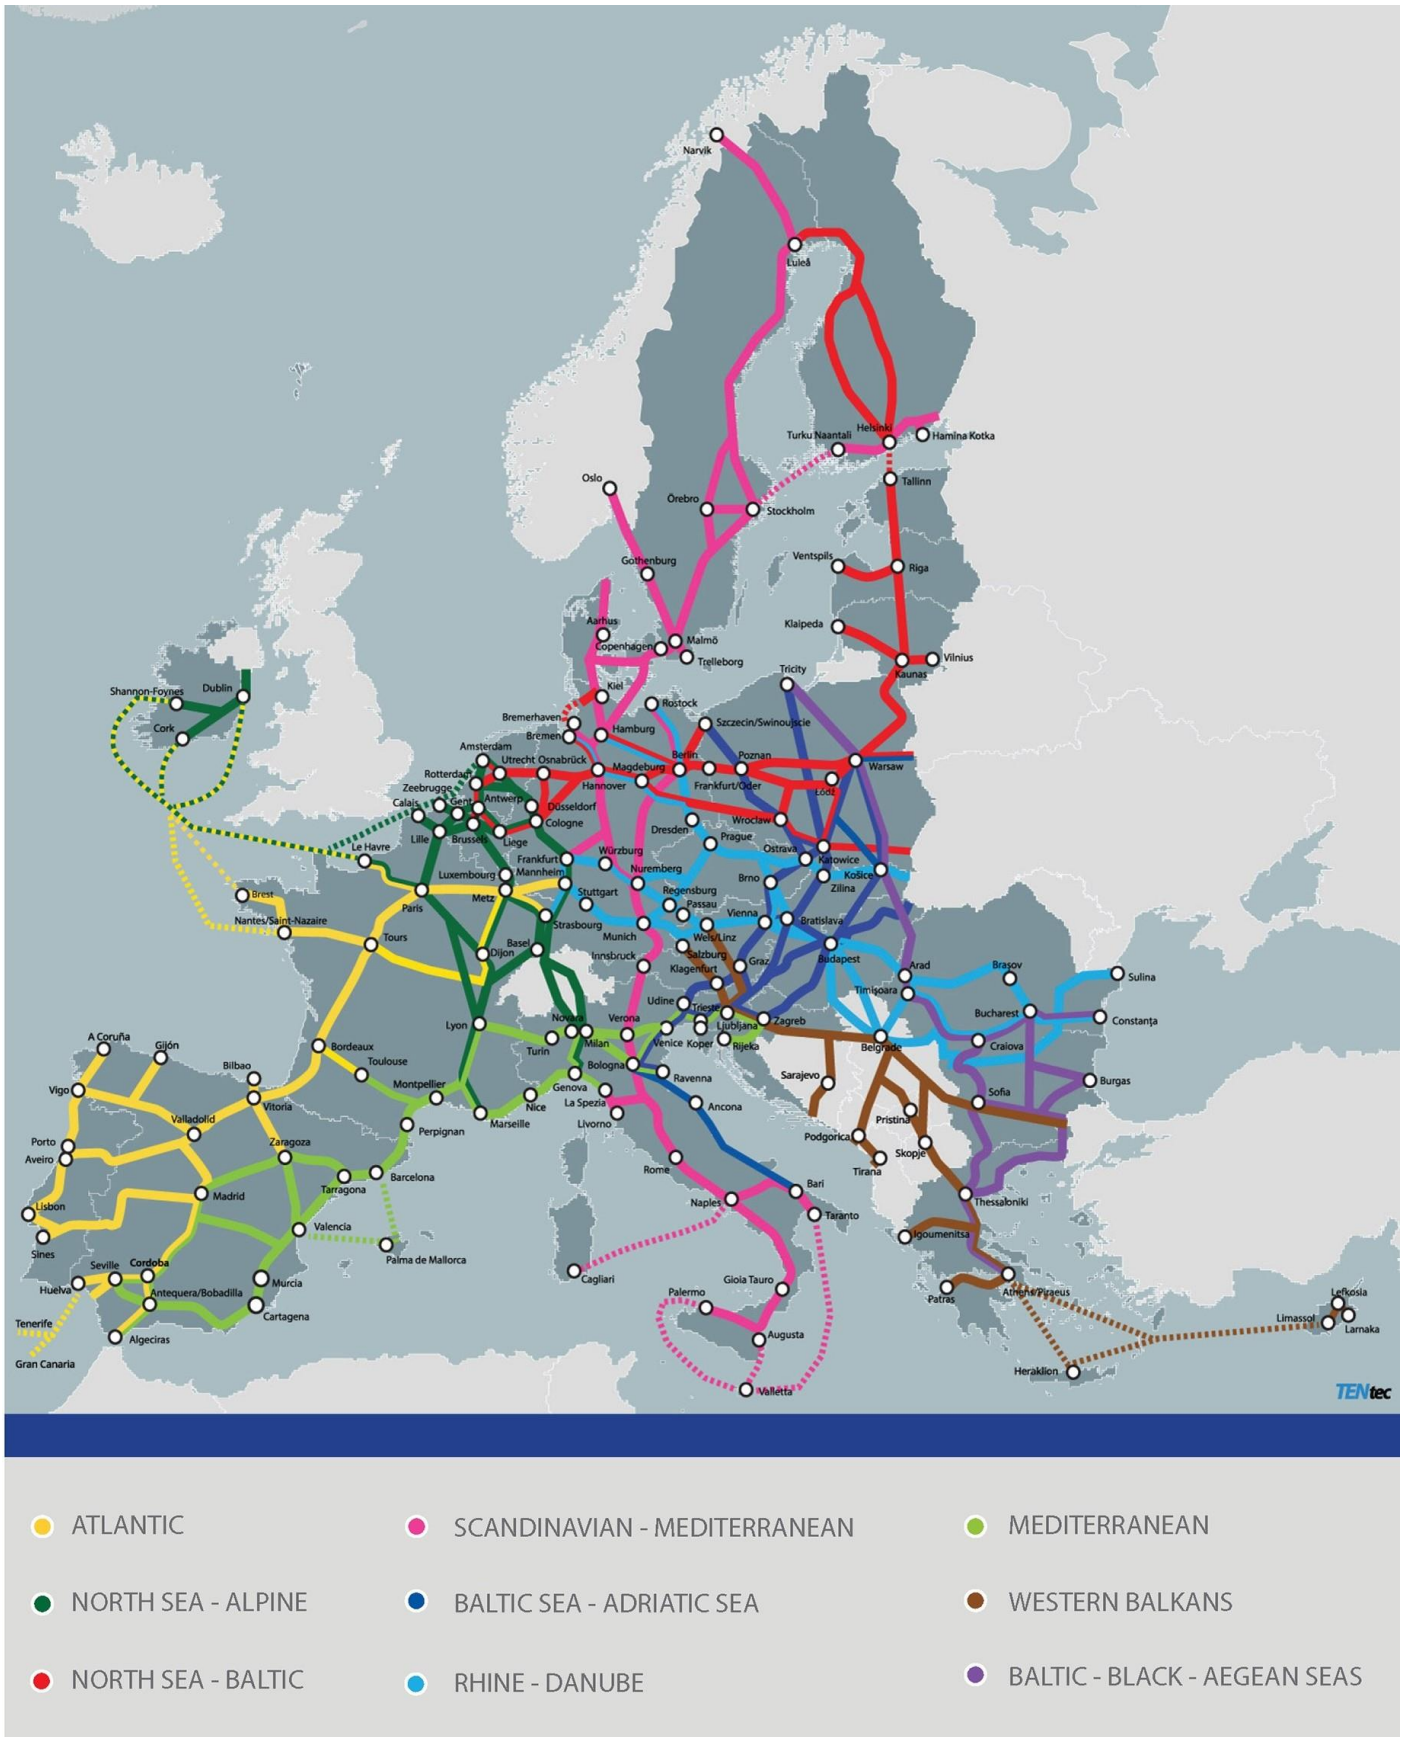 Narvik
Luleå
Helsinki
Turku Naantali
Hamina Kotka
Oslo
Tallinn
Örebro
Stockholm
Ventspils
Riga
Gothenburg
Klaipeda
Aarhus
Copenhagen
Malmö
Trelleborg
Vilnius
Kaunas
Tricity
Shannon-Foynes
Dublin
Cork
Kiel
Rostock
Bremerhaven
Bremen
Hamburg
Szczecin/Swinoujscie
Amsterdam
Utrecht
Osnabrück
Berlin
Poznan
Warsaw
Rotterdam
Magdeburg
Hannover
Frankfurt/Oder
Łódź
Zeebrugge
Calais
Gent
Antwerp
Düsseldorf
Cologne
Wroclaw
Lille
Brussels
Liege
Dresden
Prague
Le Havre
Frankfurt
Würzburg
Ostrava
Katowice
Luxembourg
Mannheim
Nuremberg
Brno
Zilina
Košice
Brest
Paris
Metz
Stuttgart
Regensburg
Passau
Nantes/Saint-Nazaire
Strasbourg
Munich
Wels/Linz
Vienna
Bratislava
Tours
Dijon
Basel
Innsbruck
Salzburg
Klagenfurt
Graz
Budapest
Arad
Braşov
Sulina
Timişoara
Udine
Trieste
Ljubljana
Zagreb
Bucharest
Constanţa
Lyon
Novara
Verona
Turin
Milan
Venice
Koper
Rijeka
Belgrade
Craiova
A Coruña
Gijón
Bordeaux
Bologna
Ravenna
Bilbao
Toulouse
Montpellier
Genova
Sarajevo
Burgas
Vigo
Vitoria
Nice
La Spezia
Ancona
Sofia
Valladolid
Marseille
Livorno
Pristina
Porto
Aveiro
Zaragoza
Perpignan
Podgorica
Skopje
Tirana
Rome
Barcelona
Tarragona
Madrid
Lisbon
Naples
Bari
Taranto
Thessaloniki
Valencia
Igoumenitsa
Sines
Palma de Mallorca
Seville
Cordoba
Cagliari
Huelva
Antequera/Bobadilla
Murcia
Cartagena
Gioia Tauro
Palermo
Patras
Athens/Piraeus
Lefkosia
Limassol
Larnaka
Tenerife
Algeciras
Augusta
Gran Canaria
Heraklion
Valletta
TENtec
ATLANTIC
SCANDINAVIAN - MEDITERRANEAN
MEDITERRANEAN
NORTH SEA - ALPINE
BALTIC SEA - ADRIATIC SEA
WESTERN BALKANS
NORTH SEA - BALTIC
RHINE - DANUBE
BALTIC - BLACK - AEGEAN SEAS